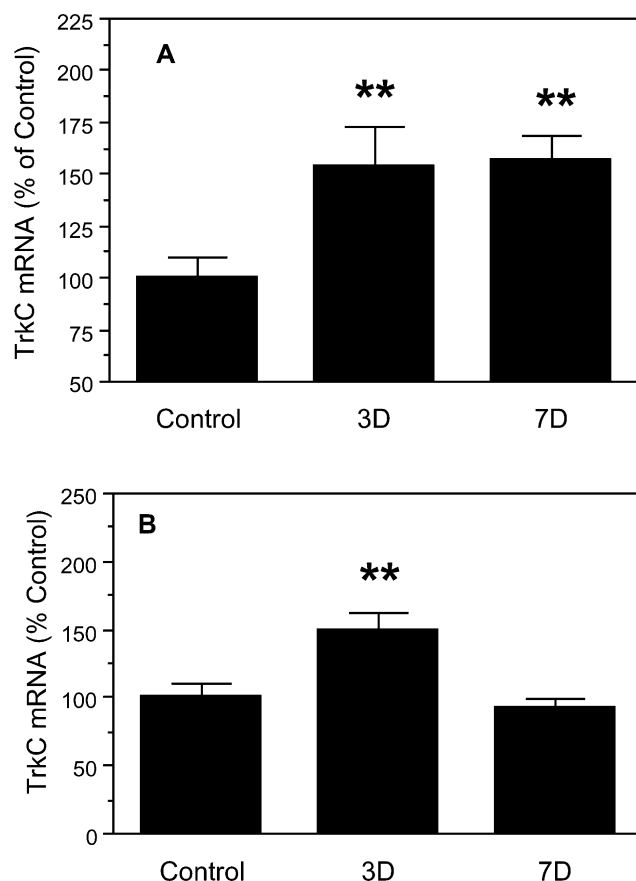 A
TrkC mRNA (% of Control)
225
200
175
150
125
100
75
50
** **
Control 3D 7D
B
TrkC mRNA (% Control)
250
200
150
100
50
0
**
Control 3D 7D